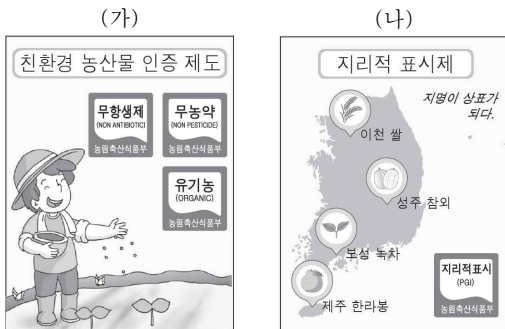 (가)
친환경 농산물 인증 제도
무항생제
(NON ANTIBIOTIC)
농림축산식품부
무농약
(NON PESTICIDE)
농림축산식품부
유기농
(ORGANIC)
농림축산식품부
(나)
지리적 표시제
지명이 상표가
되다.
이천 쌀
성주 참외
보성 녹차
제주 한라봉
지리적표시
(PGI)
농림축산식품부